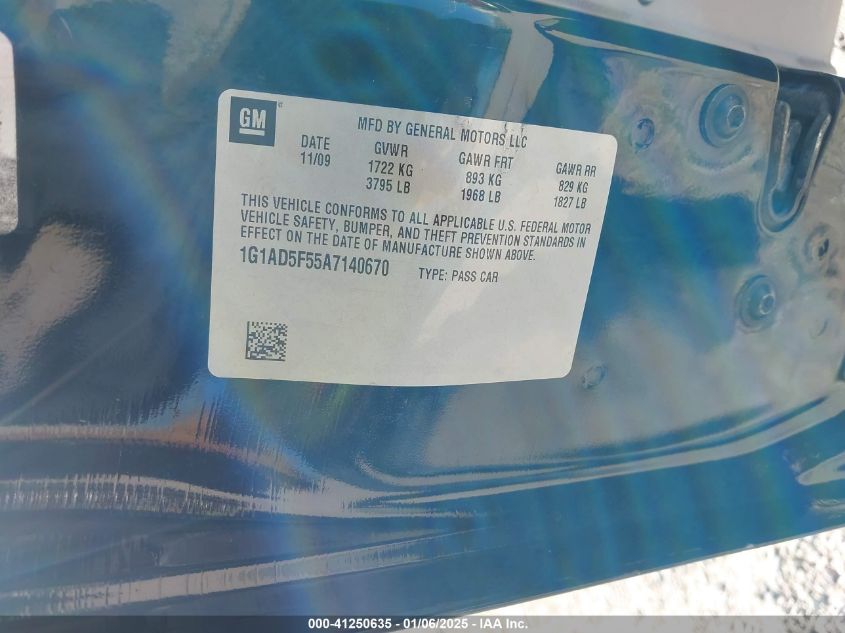 GM
MFD BY GENERAL MOTORS LLC
DATE GVWR GAWR FRT GAWR RR
11/09 1722 KG 893 KG 829 KG
3795 LB 1968 LB 1827 LB
THIS VEHICLE CONFORMS TO ALL APPLICABLE U.S. FEDERAL MOTOR
VEHICLE SAFETY, BUMPER, AND THEFT PREVENTION STANDARDS IN
EFFECT ON THE DATE OF MANUFACTURE SHOWN ABOVE.
1G1AD5F55A7140670 TYPE: PASS CAR
000-41250635 - 01/06/2025 - IAA Inc.